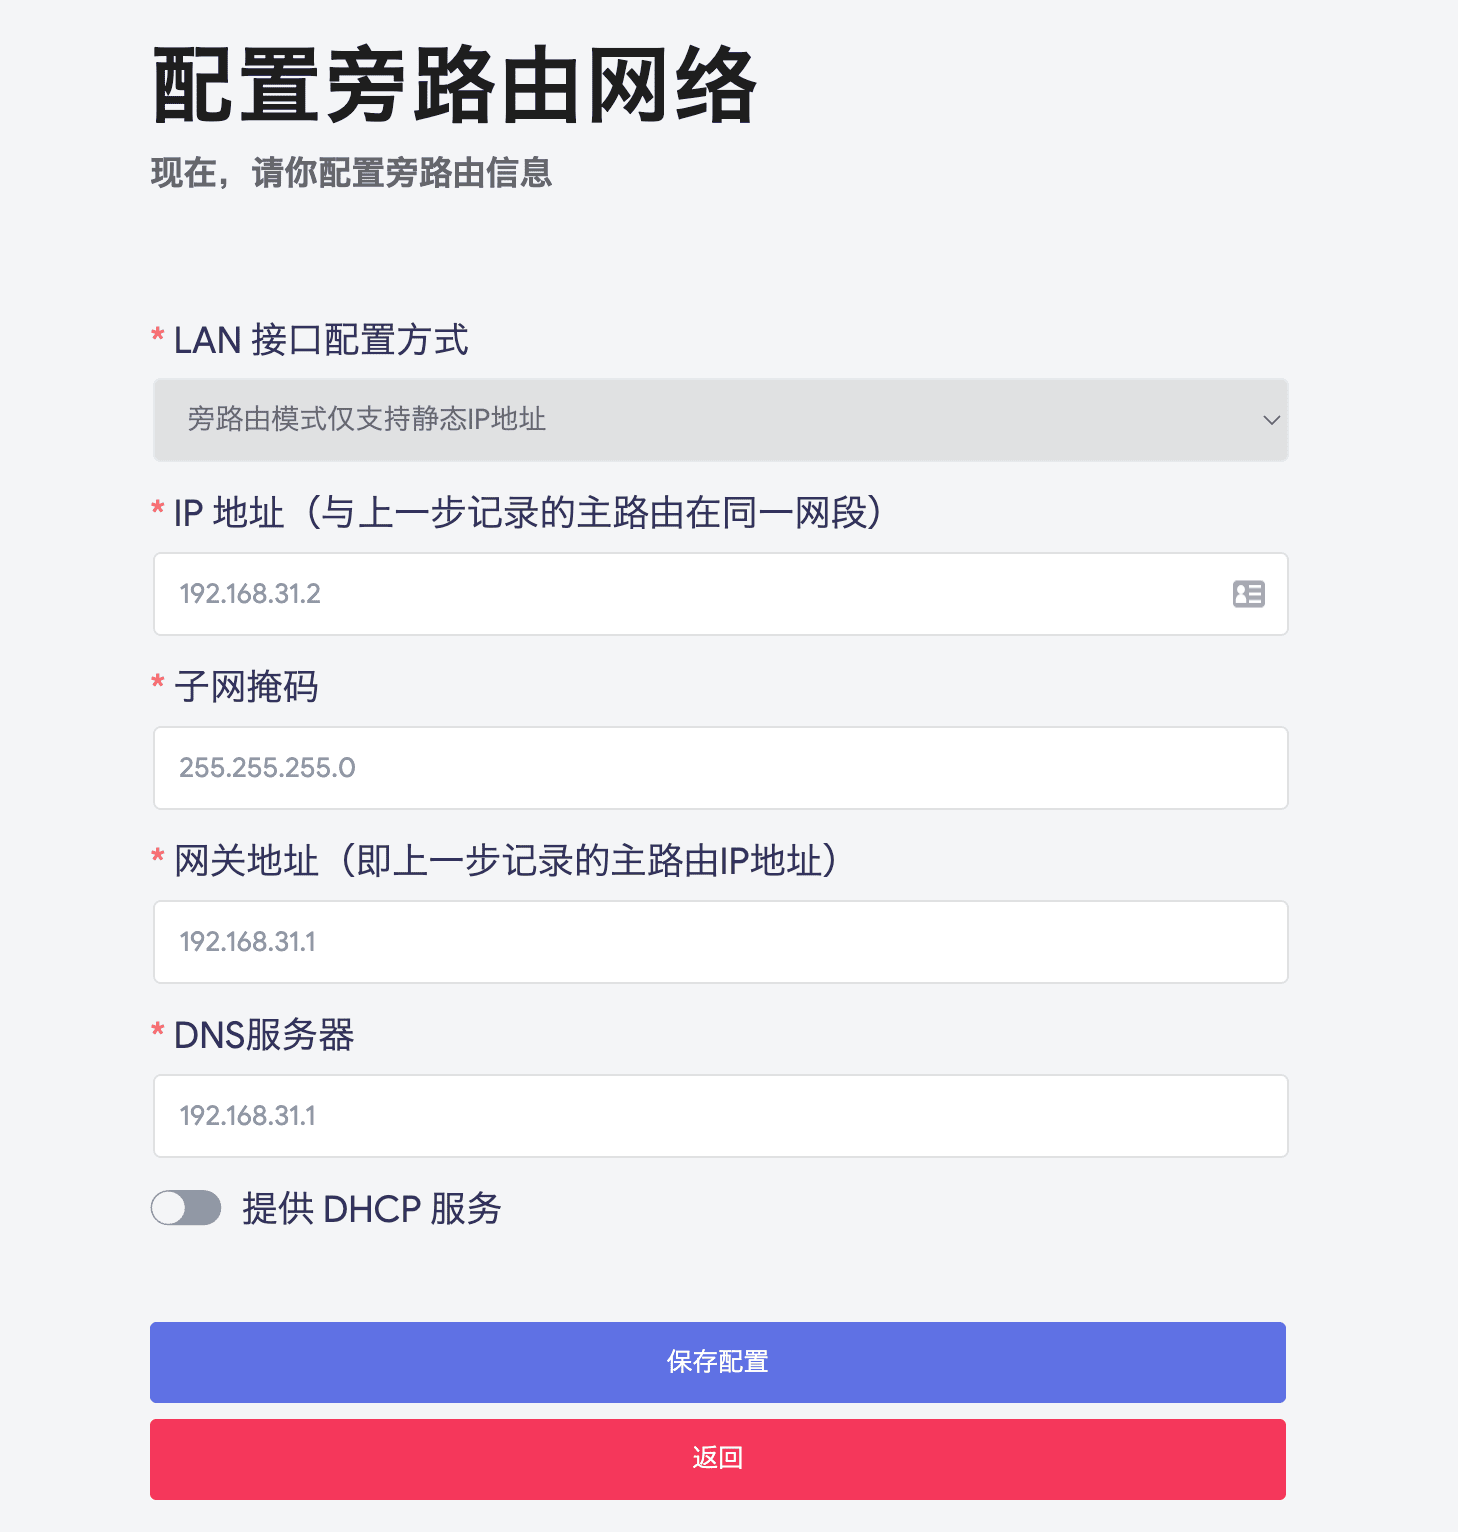 配置旁路由网络
现在，请你配置旁路由信息
* LAN 接口配置方式
旁路由模式仅支持静态IP地址
* IP 地址（与上一步记录的主路由在同一网段）
192.168.31.2
* 子网掩码
255.255.255.0
* 网关地址（即上一步记录的主路由IP地址）
192.168.31.1
* DNS服务器
192.168.31.1
提供 DHCP 服务
保存配置
返回